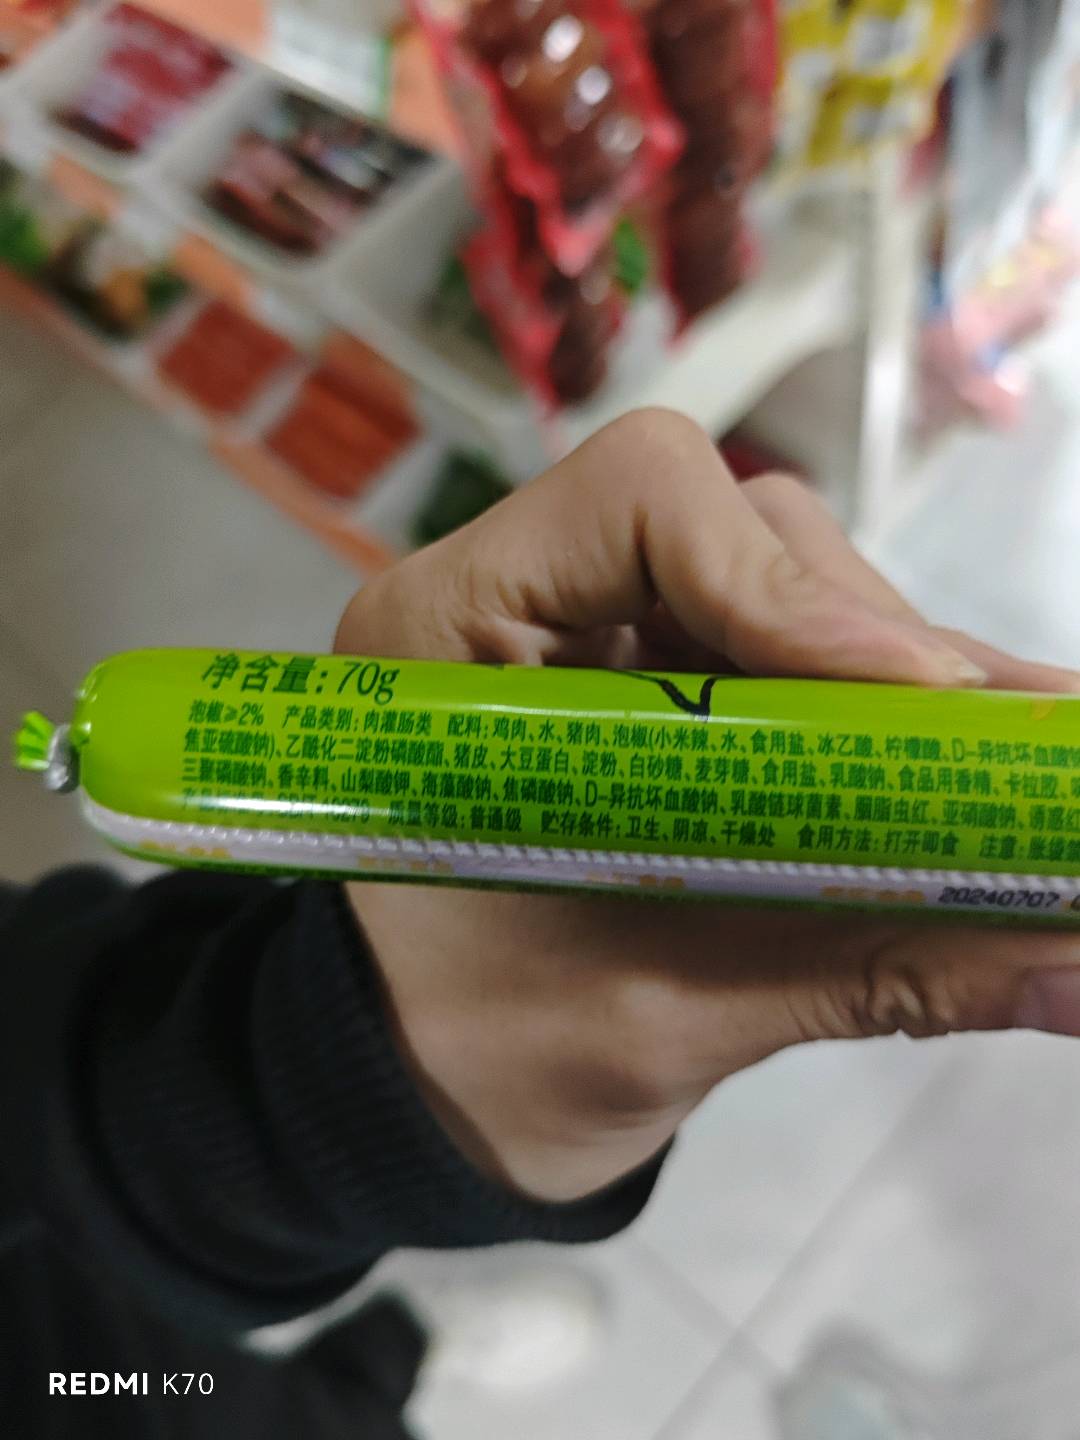 净含量:70g
泡椒≥2% 产品类别:肉灌肠类 配料:鸡肉、水、猪肉、泡椒(小米辣、水、食用盐、冰乙酸、柠檬酸、D-异抗坏血酸钠
焦亚硫酸钠)、乙酰化二淀粉磷酸酯、猪皮、大豆蛋白、淀粉、白砂糖、麦芽糖、食用盐、乳酸钠、食品用香精、卡拉胶、
三聚磷酸钠、香辛料、山梨酸钾、海藻酸钠、焦磷酸钠、D-异抗坏血酸钠、乳酸链球菌素、胭脂虫红、亚硝酸钠、诱惑红
质量等级:普通级 贮存条件:卫生、阴凉、干燥处 食用方法:打开即食 注意:胀袋
20240707
REDMI K70